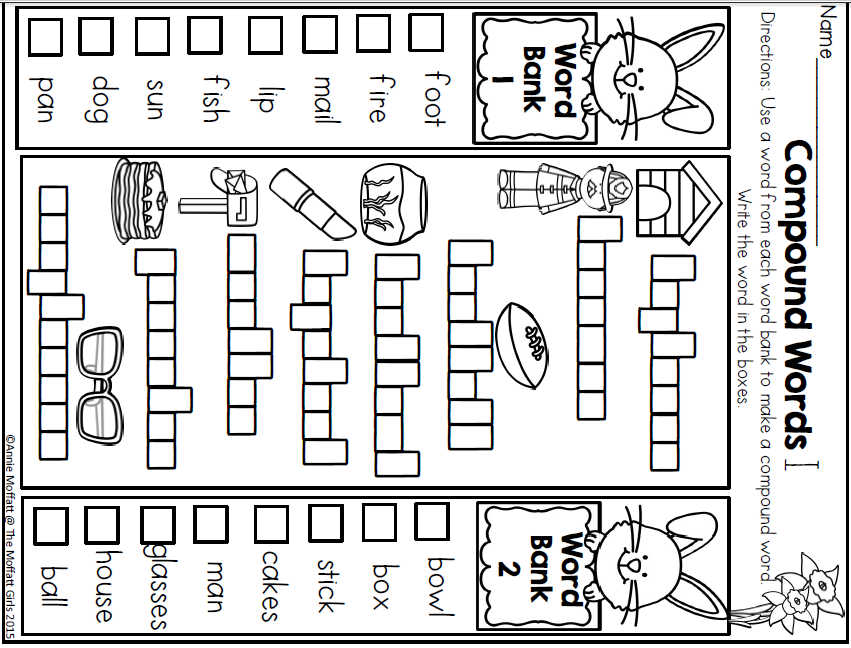 Name
Compound Words 1
Directions: Use a word from each word bank to make a compound word.
Write the word in the boxes.
Word
Bank
1
foot
fire
mail
lip
fish
sun
dog
pan
Word
Bank
2
bowl
box
stick
cakes
man
glasses
house
ball
©Annie Moffatt @ The Moffatt Girls 2015